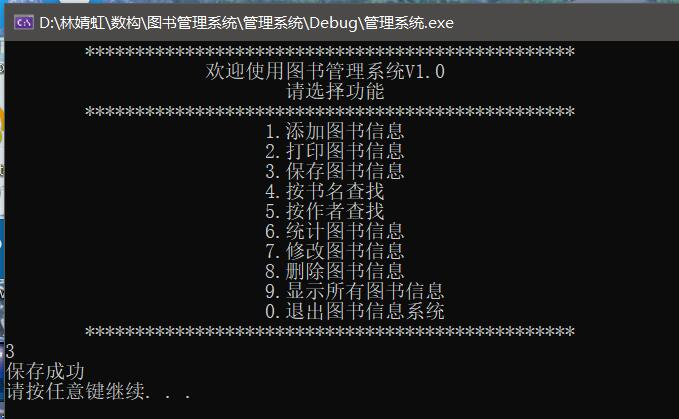 D:\林婧虹\数构\图书管理系统\管理系统\Debug\管理系统.exe
*************************************************
欢迎使用图书管理系统V1.0
请选择功能
*************************************************
1.添加图书信息
2.打印图书信息
3.保存图书信息
4.按书名查找
5.按作者查找
6.统计图书信息
7.修改图书信息
8.删除图书信息
9.显示所有图书信息
0.退出图书信息系统
*************************************************
3
保存成功
请按任意键继续. . .